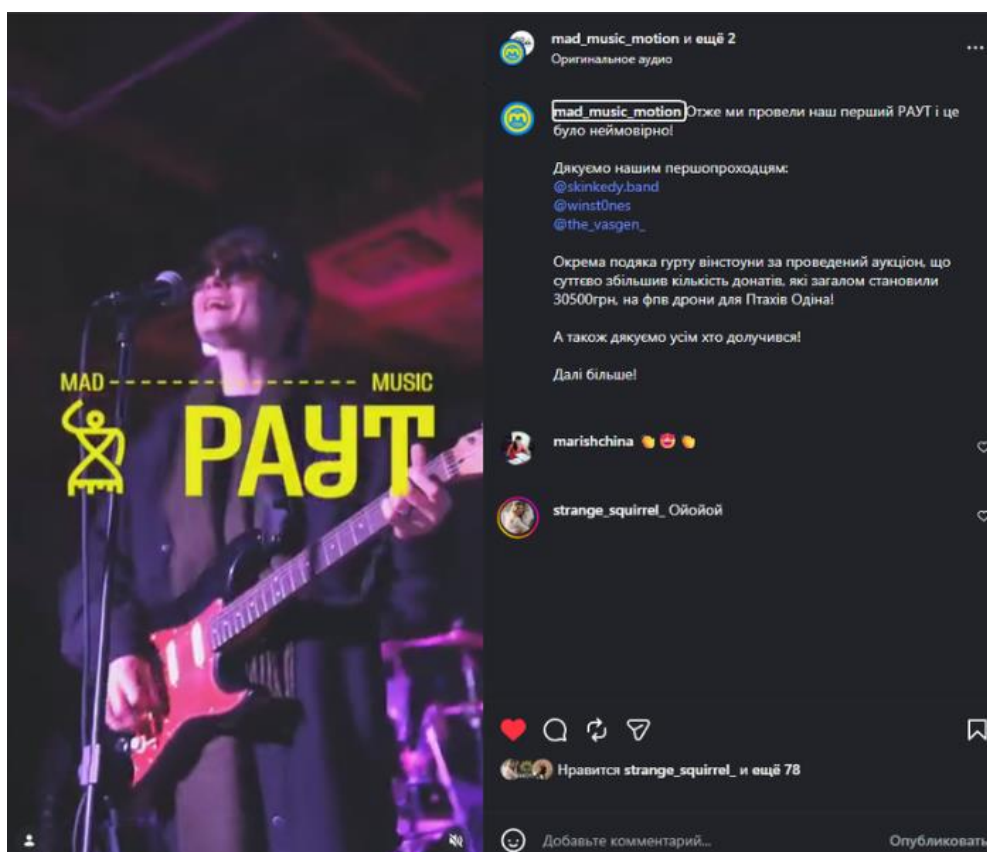 mad_music_motion и ещё 2
Оригинальное аудио
mad_music_motion Отже ми провели наш перший РАУТ і це
було неймовірно!
Дякуємо нашим першопроходцям:
@skinkedy.band
@winst0nes
@the_vasgen_
Окрема подяка гурту вінстоуни за проведений аукціон, що
суттєво збільшив кількість донатів, які загалом становили
30500грн, на фпв дрони для Птахів Одіна!
А також дякуємо усім хто долучився!
Далі більше!
marishchina 👏🤩👏
strange_squirrel_ Ойойой
Нравится strange_squirrel_ и ещё 78
Добавьте комментарий...
Опубликовать
MAD MUSIC
РАУТ